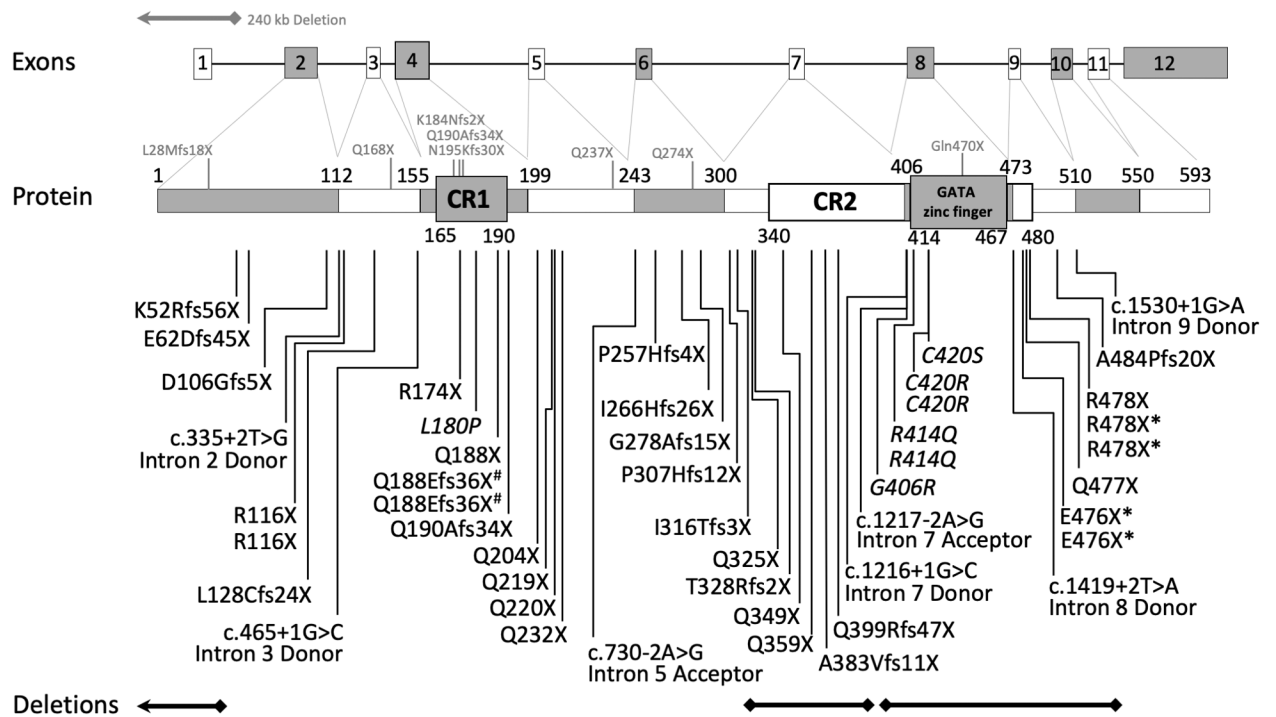 240 kb Deletion
Exons
1 2 3 4 5 6 7 8 9 10 11 12
K184Nfs2X
Q190Afs34X
L28Mfs18X Q168X N195Kfs30X Q237X Q274X Gln470X
1 112 155 199 243 300 406 473 510 550 593
Protein
CR1
CR2
GATA
zinc finger
165 190 340 414 467 480
K52Rfs56X
E62Dfs45X
D106Gfs5X
c.335+2T>G
Intron 2 Donor
R116X
R116X
L128Cfs24X
c.465+1G>C
Intron 3 Donor
R174X
L180P
Q188X
Q188Efs36X#
Q188Efs36X#
Q190Afs34X
Q204X
Q219X
Q220X
Q232X
c.730-2A>G
Intron 5 Acceptor
P257Hfs4X
I266Hfs26X
G278Afs15X
P307Hfs12X
I316Tfs3X
Q325X
T328Rfs2X
Q349X
Q359X
A383Vfs11X
Q399Rfs47X
c.1216+1G>C
Intron 7 Donor
c.1217-2A>G
Intron 7 Acceptor
G406R
R414Q
R414Q
C420R
C420R
C420S
c.1419+2T>A
Intron 8 Donor
E476X*
E476X*
Q477X
R478X
R478X*
R478X*
A484Pfs20X
c.1530+1G>A
Intron 9 Donor
Deletions